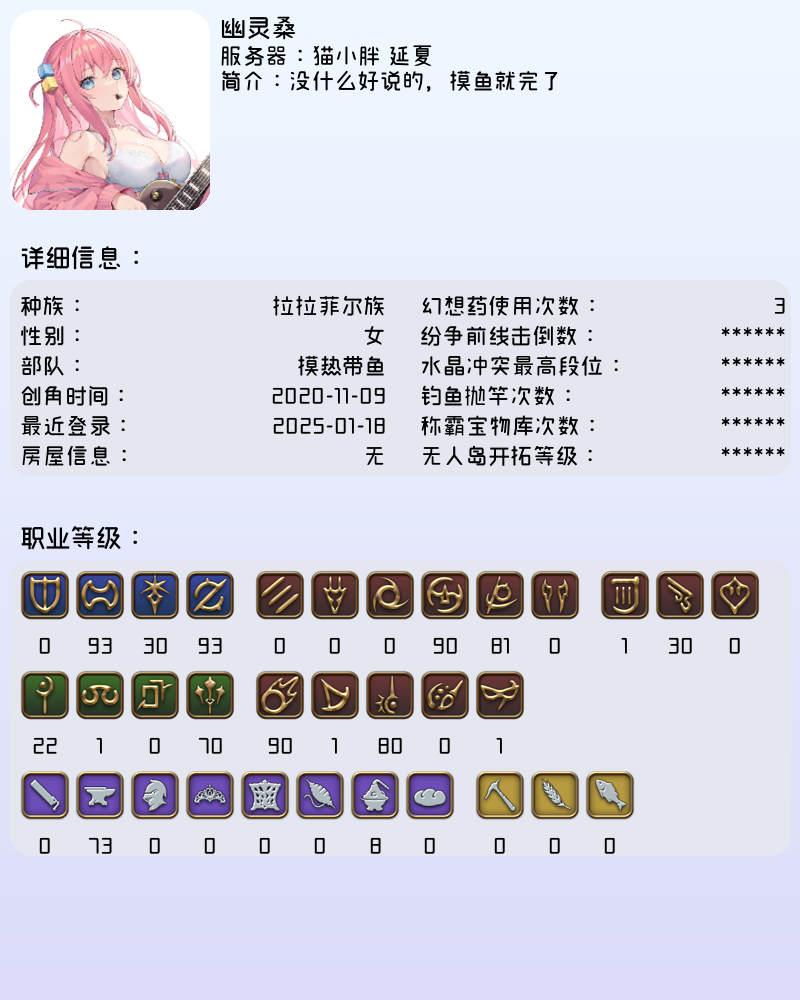 幽灵桑
服务器：猫小胖 延夏
简介：没什么好说的，摸鱼就完了
详细信息：
种族： 拉拉菲尔族 幻想药使用次数： 3
性别： 女 纷争前线击倒数： ******
部队： 摸热带鱼 水晶冲突最高段位： ******
创角时间： 2020-11-09 钓鱼抛竿次数： ******
最近登录： 2025-01-18 称霸宝物库次数： ******
房屋信息： 无 无人岛开拓等级： ******
职业等级：
0 93 30 93 0 0 0 90 81 0 1 30 0
22 1 0 70 90 1 80 0 1
0 73 0 0 0 0 8 0 0 0 0